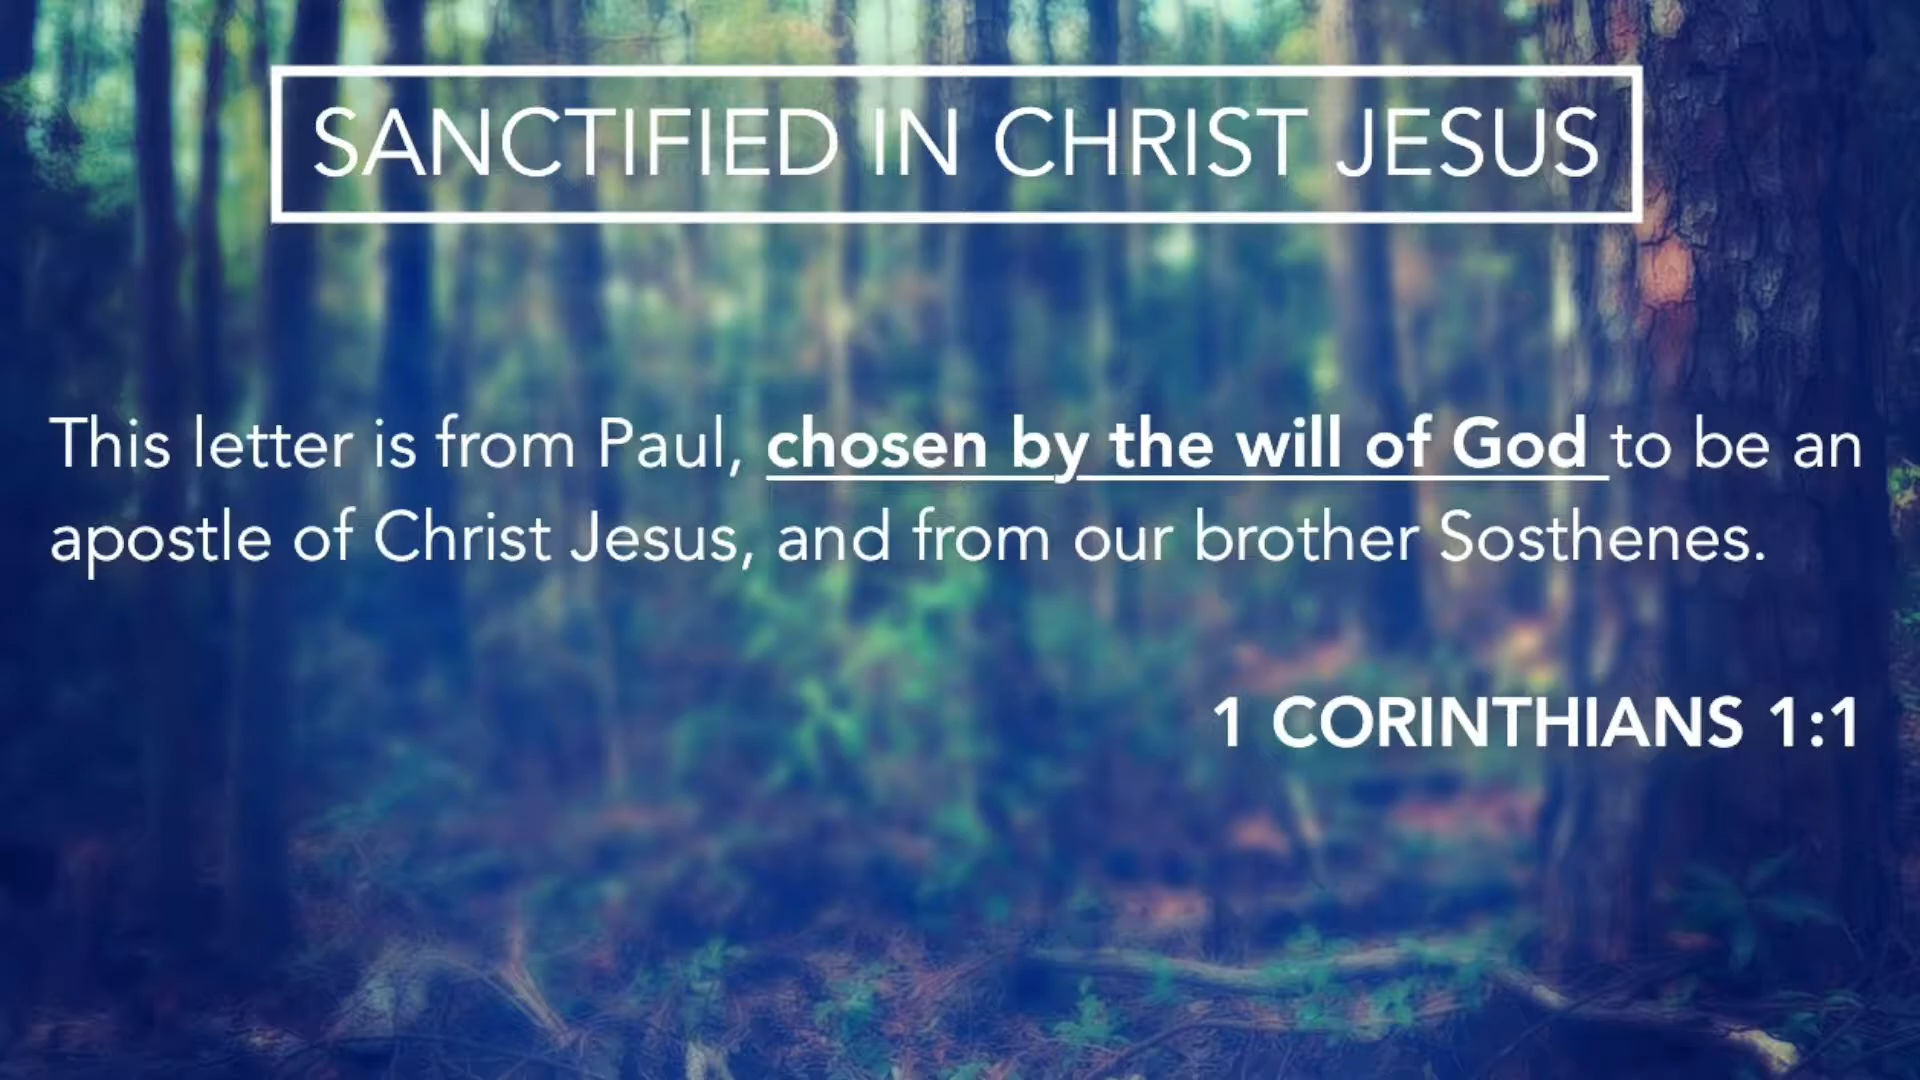 SANCTIFIED IN CHRIST JESUS
This letter is from Paul, chosen by the will of God to be an
apostle of Christ Jesus, and from our brother Sosthenes.
1 CORINTHIANS 1:1